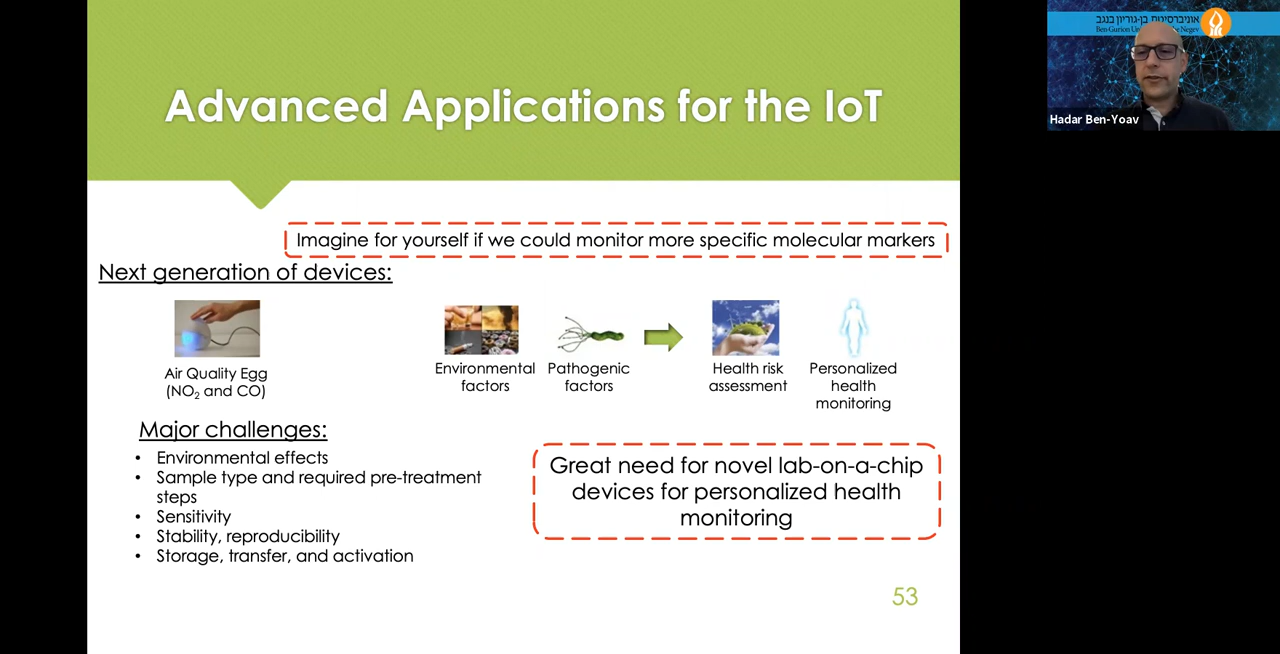 Advanced Applications for the IoT
Imagine for yourself if we could monitor more specific molecular markers
Next generation of devices:
Air Quality Egg
(NO₂ and CO)
Environmental
factors
Pathogenic
factors
Health risk
assessment
Personalized
health
monitoring
Major challenges:
• Environmental effects
• Sample type and required pre-treatment
steps
• Sensitivity
• Stability, reproducibility
• Storage, transfer, and activation
Great need for novel lab-on-a-chip
devices for personalized health
monitoring
53
אוניברסיטת בן-גוריון בנגב
Ben-Gurion Negev
Hadar Ben-Yoav